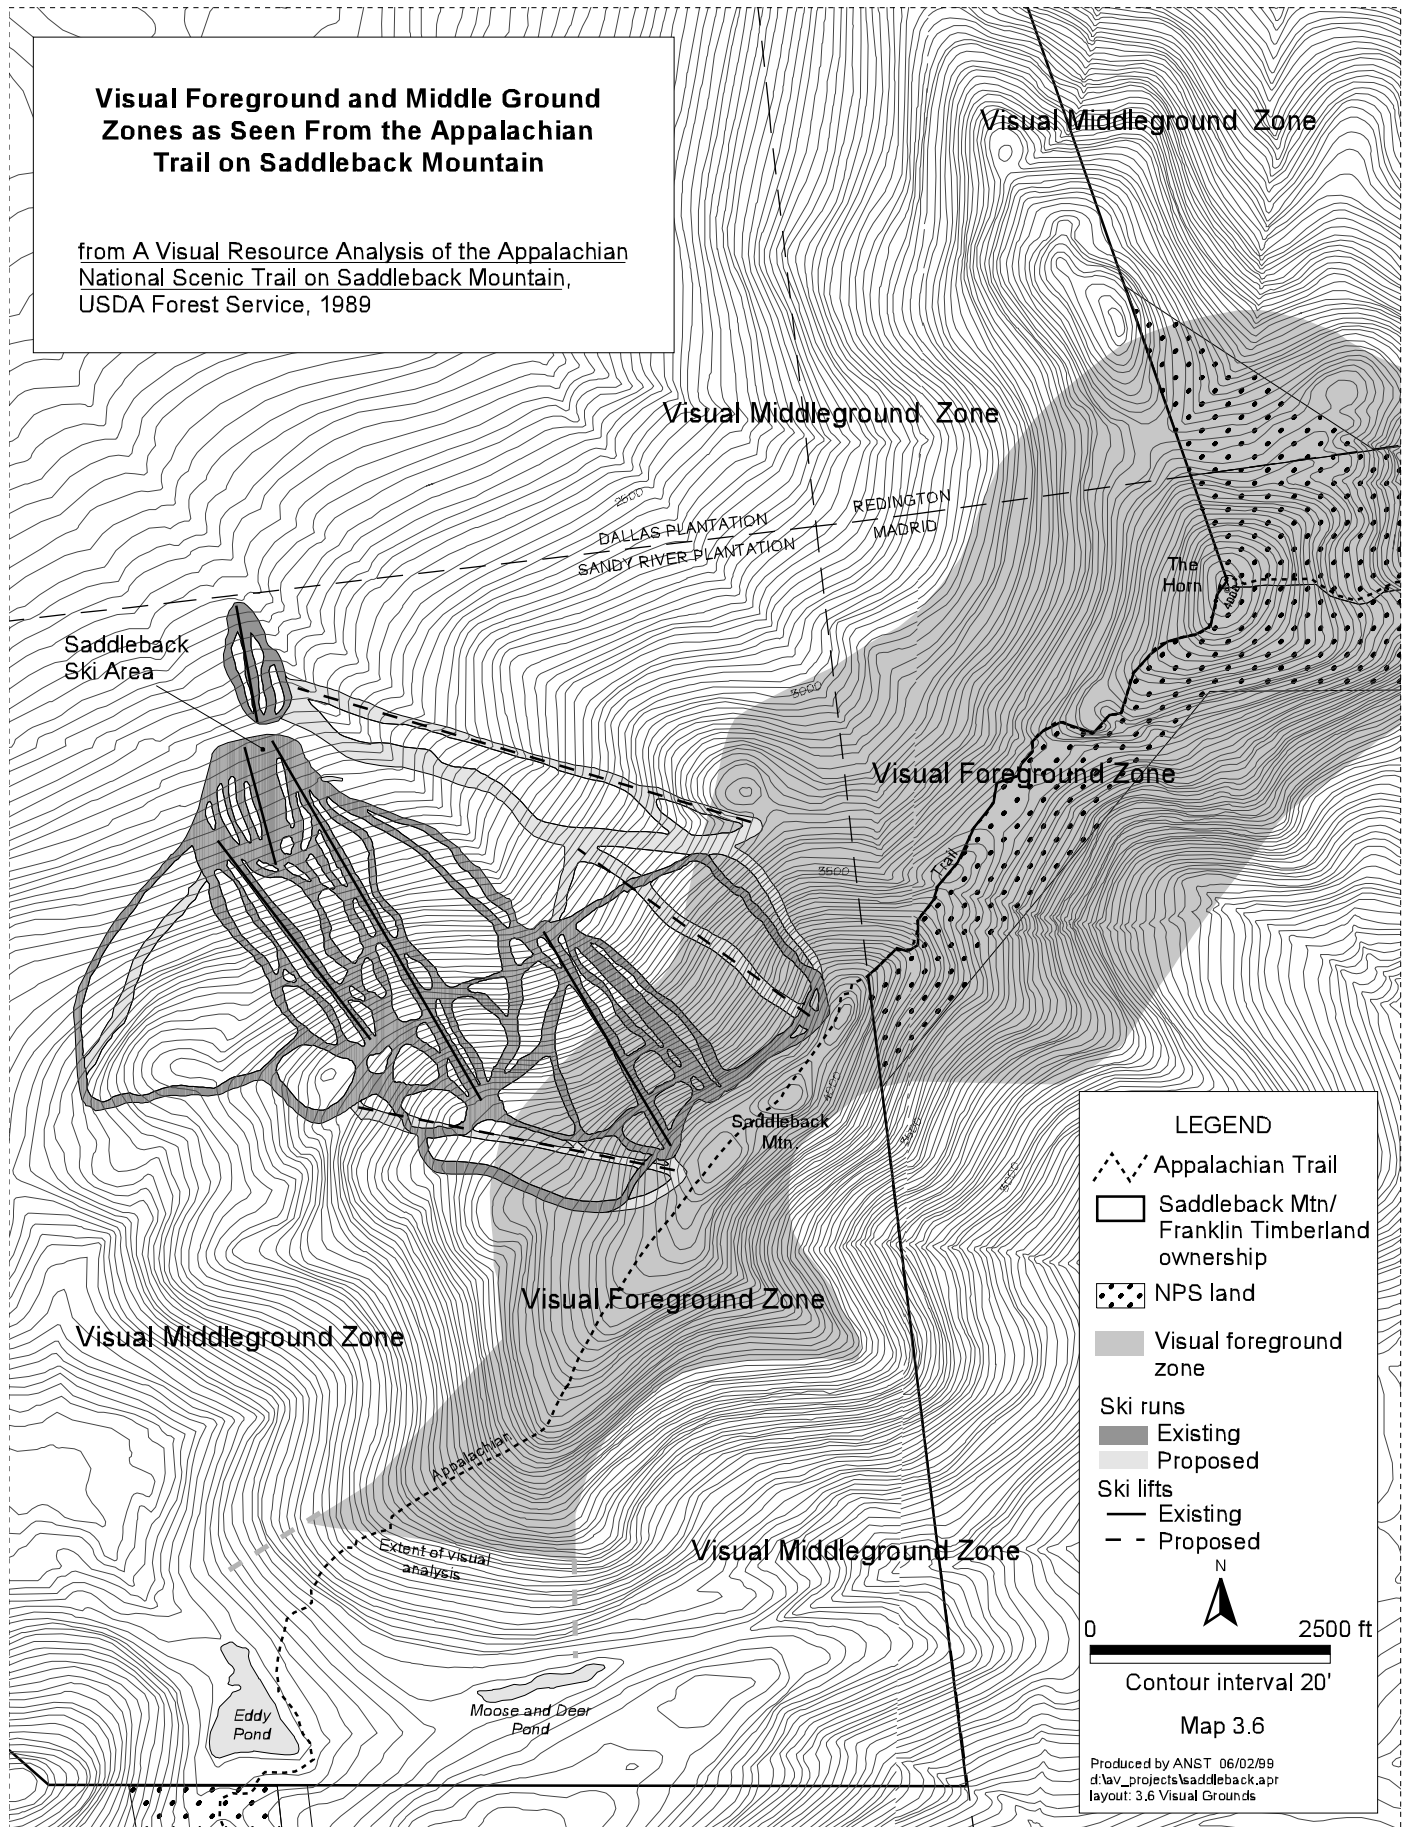 Visual Foreground and Middle Ground
Zones as Seen From the Appalachian
Trail on Saddleback Mountain
from A Visual Resource Analysis of the Appalachian
National Scenic Trail on Saddleback Mountain,
USDA Forest Service, 1989
Visual Middleground Zone
Visual Middleground Zone
2500
DALLAS PLANTATION
SANDY RIVER PLANTATION
REDINGTON
MADRID
The
Horn
4000
Saddleback
Ski Area
3000
Visual Foreground Zone
3500
Trail
4000
Saddleback
Mtn.
3500
3000
Visual Foreground Zone
Visual Middleground Zone
Appalachian
Extent of visual
analysis
Visual Middleground Zone
Eddy
Pond
Moose and Deer
Pond
LEGEND
Appalachian Trail
Saddleback Mtn/
Franklin Timberland
ownership
NPS land
Visual foreground
zone
Ski runs
Existing
Proposed
Ski lifts
Existing
Proposed
N
0 2500 ft
Contour interval 20'
Map 3.6
Produced by ANST 06/02/99
d:\av_projects\saddleback.apr
layout: 3.6 Visual Grounds